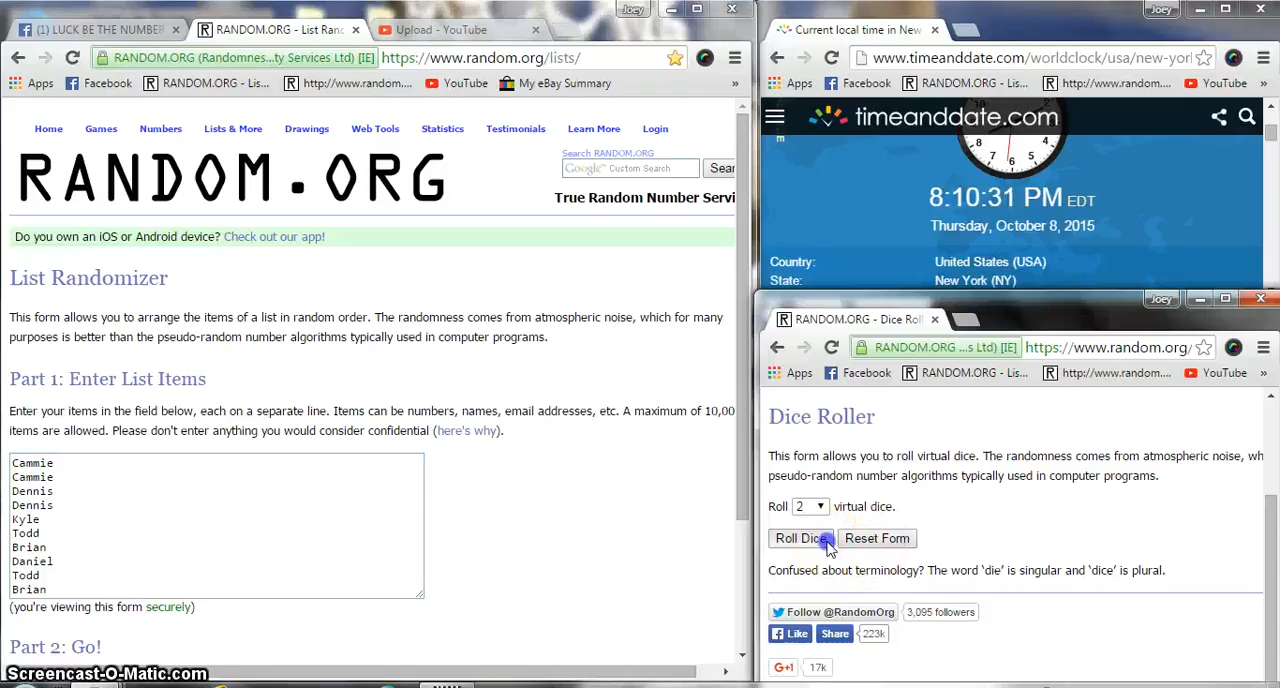 Joey
(1) LUCK BE THE NUMBER
RANDOM.ORG - List Ran
Upload - YouTube
RANDOM.ORG (Randomnes...ty Services Ltd) [IE] https://www.random.org/lists/
Apps Facebook RANDOM.ORG - Lis... http://www.random.... YouTube My eBay Summary »
Home Games Numbers Lists & More Drawings Web Tools Statistics Testimonials Learn More Login
RANDOM.ORG
Search RANDOM.ORG
Google™ Custom Search Sear
True Random Number Servi
Do you own an iOS or Android device? Check out our app!
List Randomizer
This form allows you to arrange the items of a list in random order. The randomness comes from atmospheric noise, which for many
purposes is better than the pseudo-random number algorithms typically used in computer programs.
Part 1: Enter List Items
Enter your items in the field below, each on a separate line. Items can be numbers, names, email addresses, etc. A maximum of 10,00
items are allowed. Please don't enter anything you would consider confidential (here's why).
Cammie
Cammie
Dennis
Dennis
Kyle
Todd
Brian
Daniel
Todd
Brian
(you're viewing this form securely)
Part 2: Go!
Screencast-O-Matic.com
Joey
Current local time in New
www.timeanddate.com/worldclock/usa/new-yorl
Apps Facebook RANDOM.ORG - Lis... http://www.random.... YouTube »
timeanddate.com
8 7 6 5 4
8:10:31 PM EDT
Thursday, October 8, 2015
Country: United States (USA)
State: New York (NY)
Joey
RANDOM.ORG - Dice Roll
RANDOM.ORG ...s Ltd) [IE] https://www.random.org/
Apps Facebook RANDOM.ORG - Lis... http://www.random.... YouTube »
Dice Roller
This form allows you to roll virtual dice. The randomness comes from atmospheric noise, wh
pseudo-random number algorithms typically used in computer programs.
Roll 2 virtual dice.
Roll Dice Reset Form
Confused about terminology? The word ‘die’ is singular and ‘dice’ is plural.
Follow @RandomOrg 3,095 followers
Like Share 223k
G+1 17k